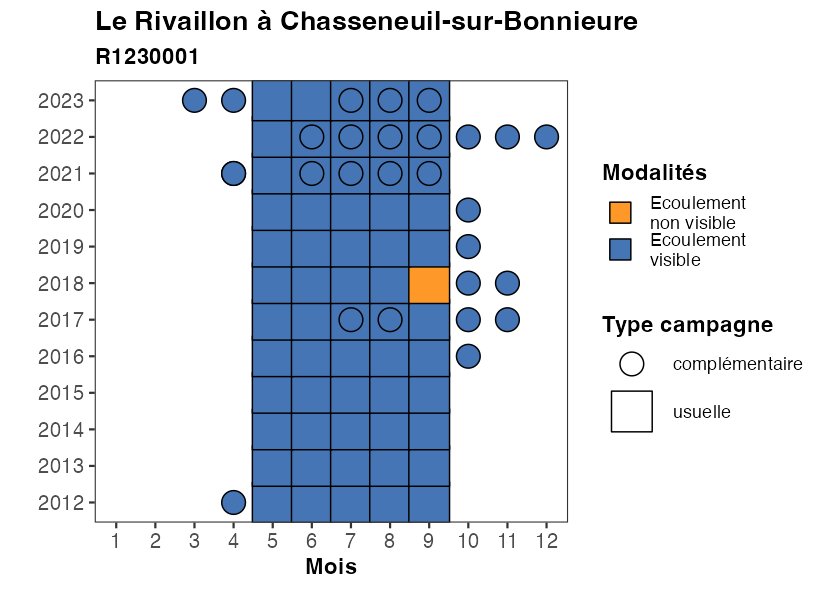 Le Rivaillon à Chasseneuil-sur-Bonnieure
R1230001
2023
2022
2021
2020
2019
2018
2017
2016
2015
2014
2013
2012
1 2 3 4 5 6 7 8 9 10 11 12
Mois
Modalités
Ecoulement
non visible
Ecoulement
visible
Type campagne
complémentaire
usuelle